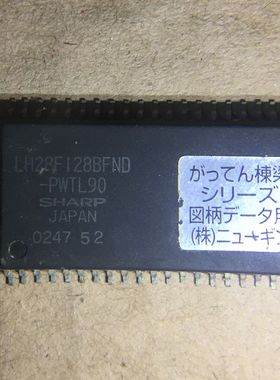 LH28F128BFND
-PWTL90
SHARP
JAPAN
0247 52
がってん棟梁
シリーズ
図柄データ用
(株)ニューギン